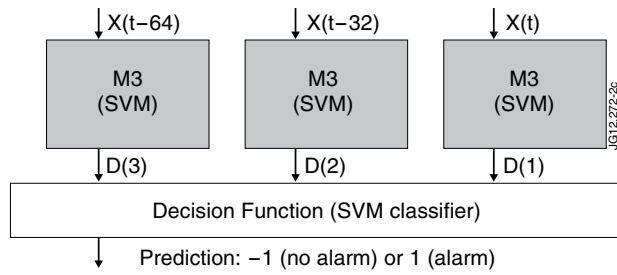 X(t−64)
X(t−32)
X(t)
M3
(SVM)
M3
(SVM)
M3
(SVM)
JG12.272-2c
D(3)
D(2)
D(1)
Decision Function (SVM classifier)
Prediction: −1 (no alarm) or 1 (alarm)